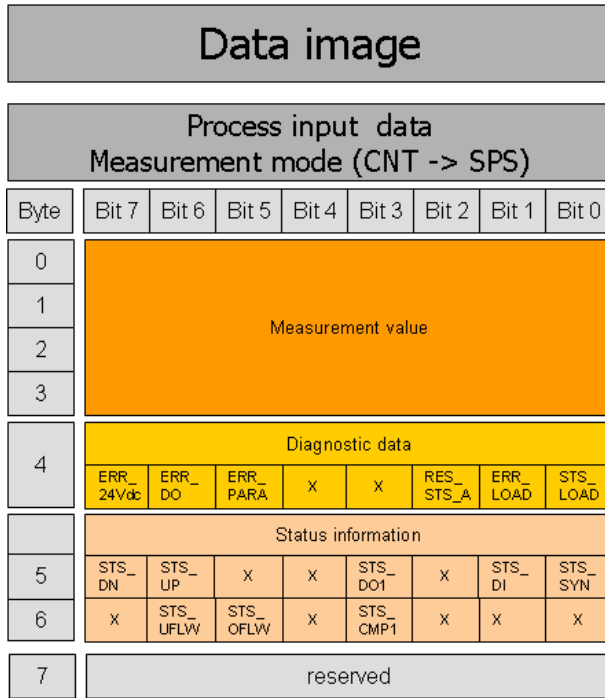 Data image
Process input data
Measurement mode (CNT -> SPS)
Byte Bit 7 Bit 6 Bit 5 Bit 4 Bit 3 Bit 2 Bit 1 Bit 0
0
1
Measurement value
2
3
Diagnostic data
4
ERR_ ERR_ ERR_ X X RES_ ERR_ STS_
24Vdc DO PARA STS_A LOAD LOAD
Status information
5 STS_ STS_ X X STS_ X STS_ STS_
DN UP DO1 DI SYN
6 X STS_ STS_ X STS_ X X X
UFLW OFLW CMP1
7 reserved